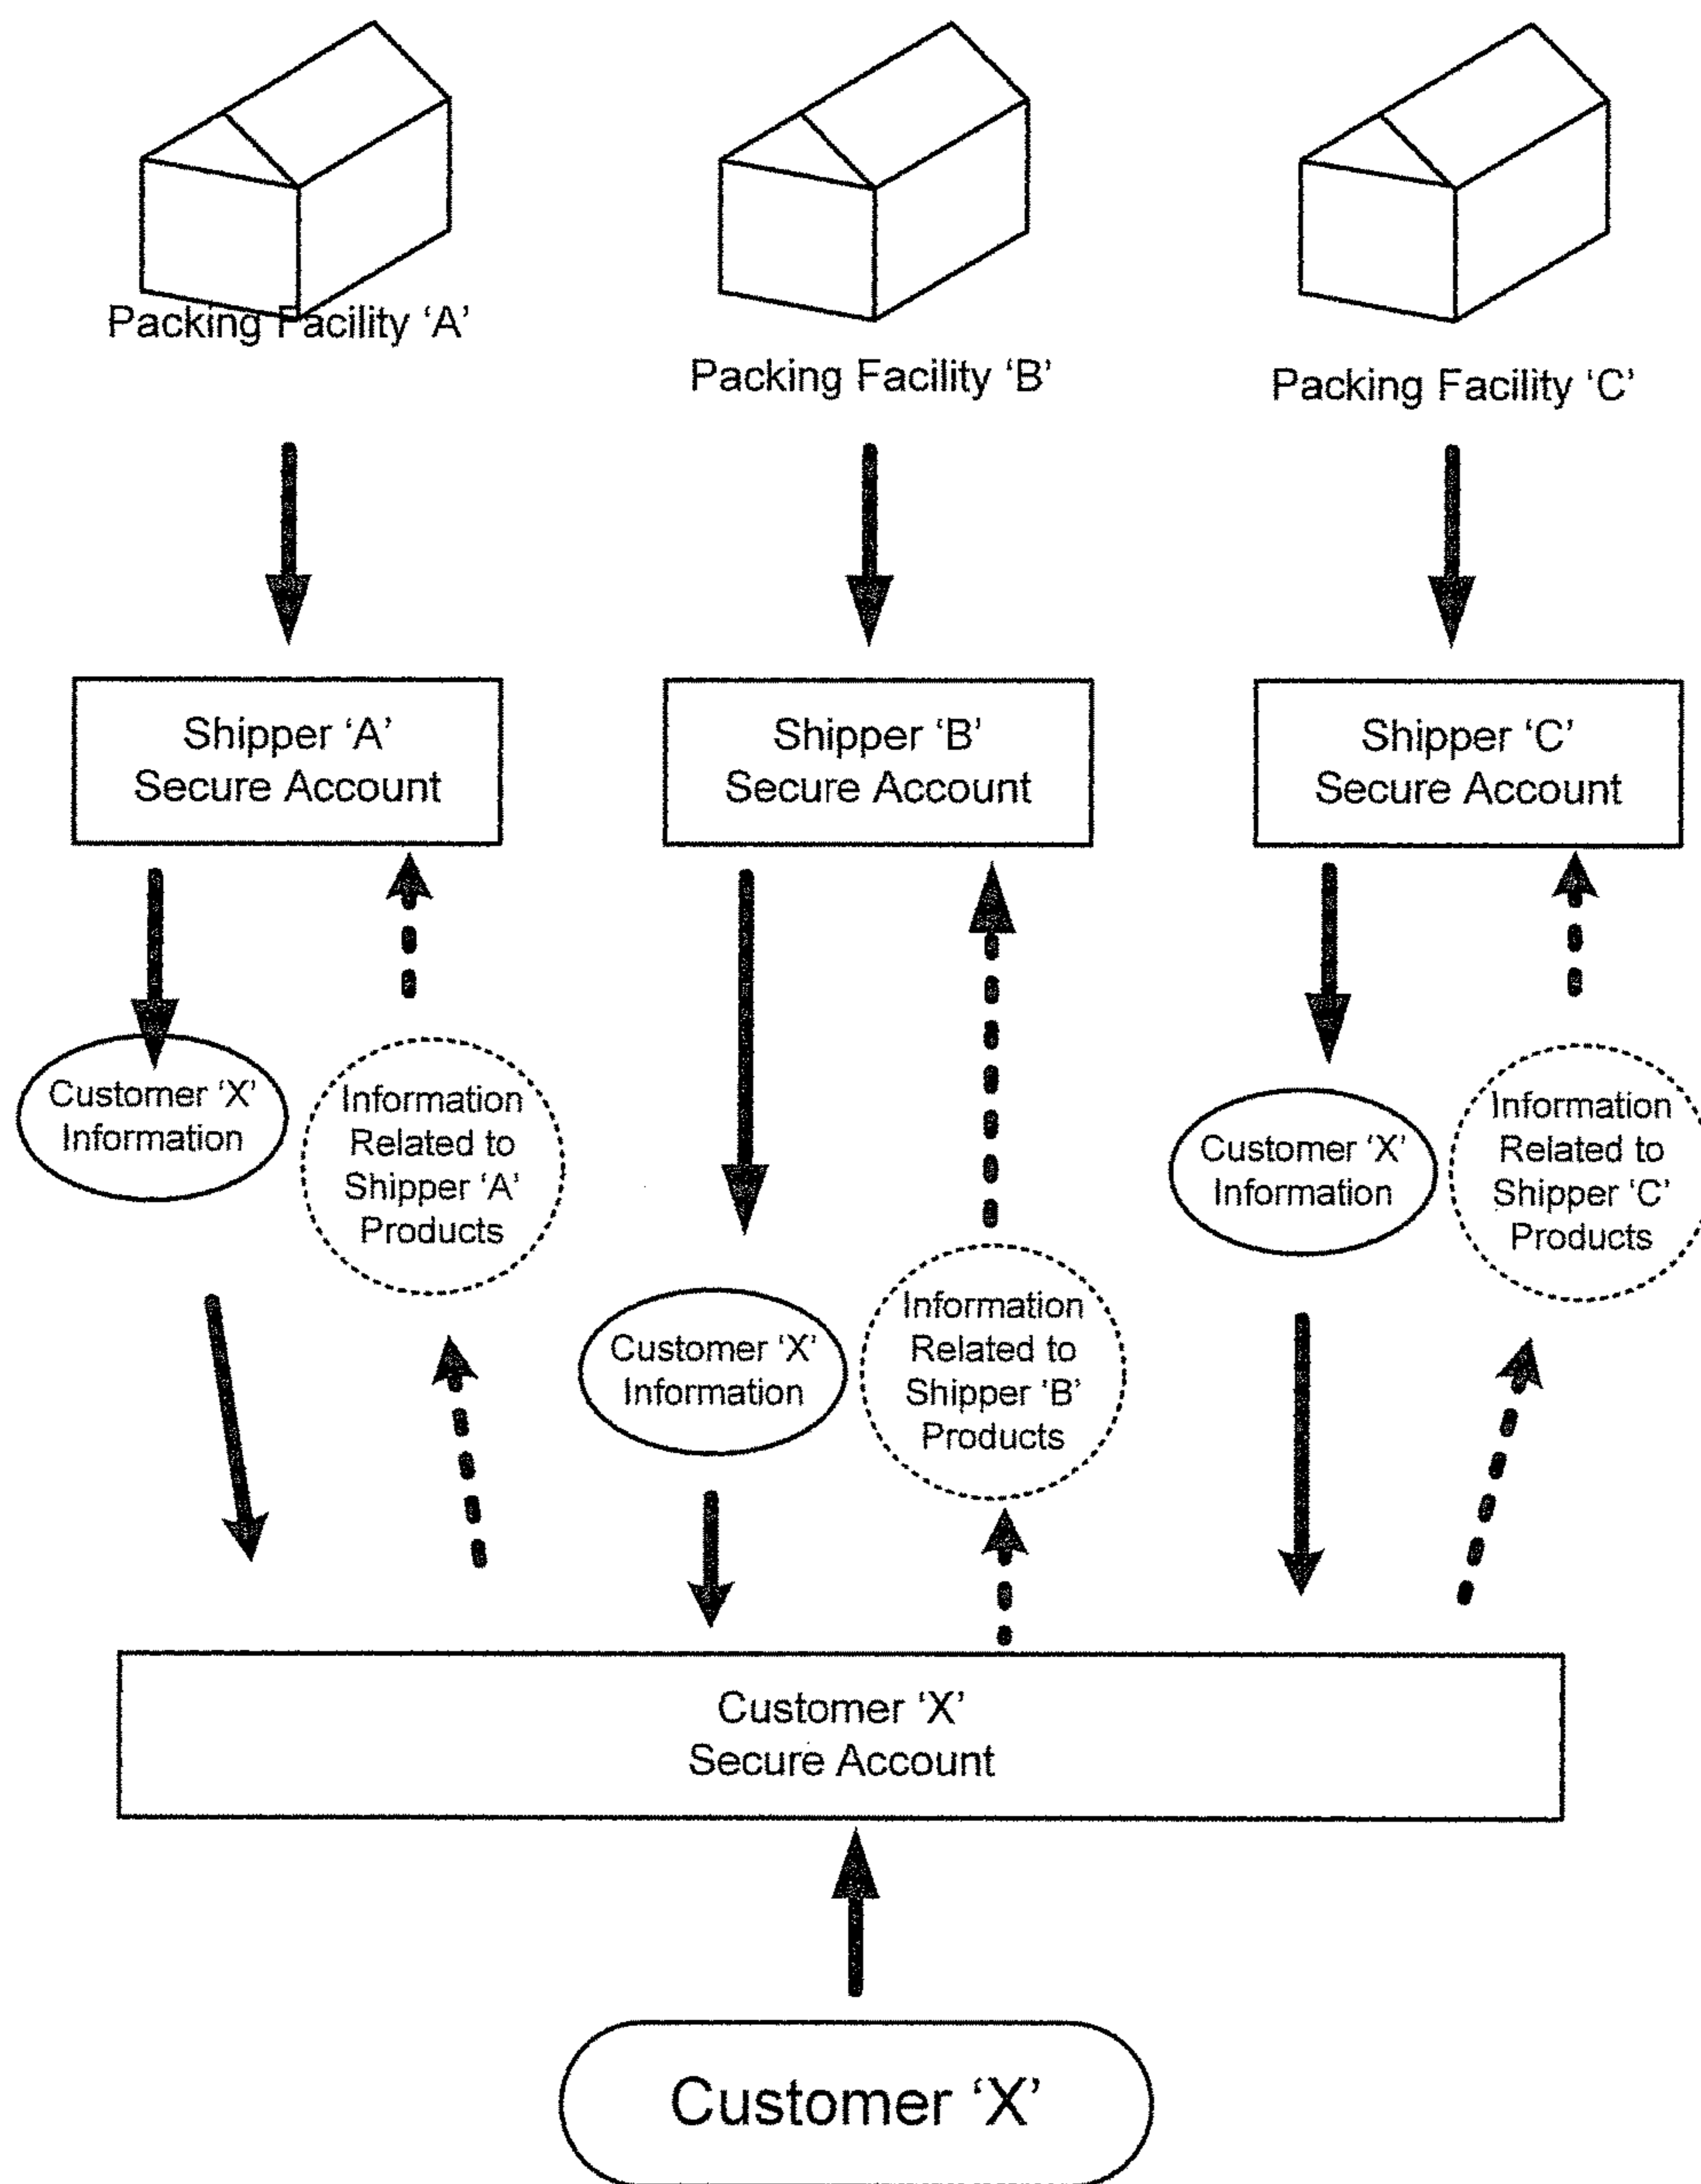 Packing Facility ‘A’
Packing Facility ‘B’
Packing Facility ‘C’
Shipper ‘A’
Secure Account
Shipper ‘B’
Secure Account
Shipper ‘C’
Secure Account
Customer ‘X’
Information
Information
Related to
Shipper ‘A’
Products
Customer ‘X’
Information
Information
Related to
Shipper ‘B’
Products
Customer ‘X’
Information
Information
Related to
Shipper ‘C’
Products
Customer ‘X’
Secure Account
Customer ‘X’